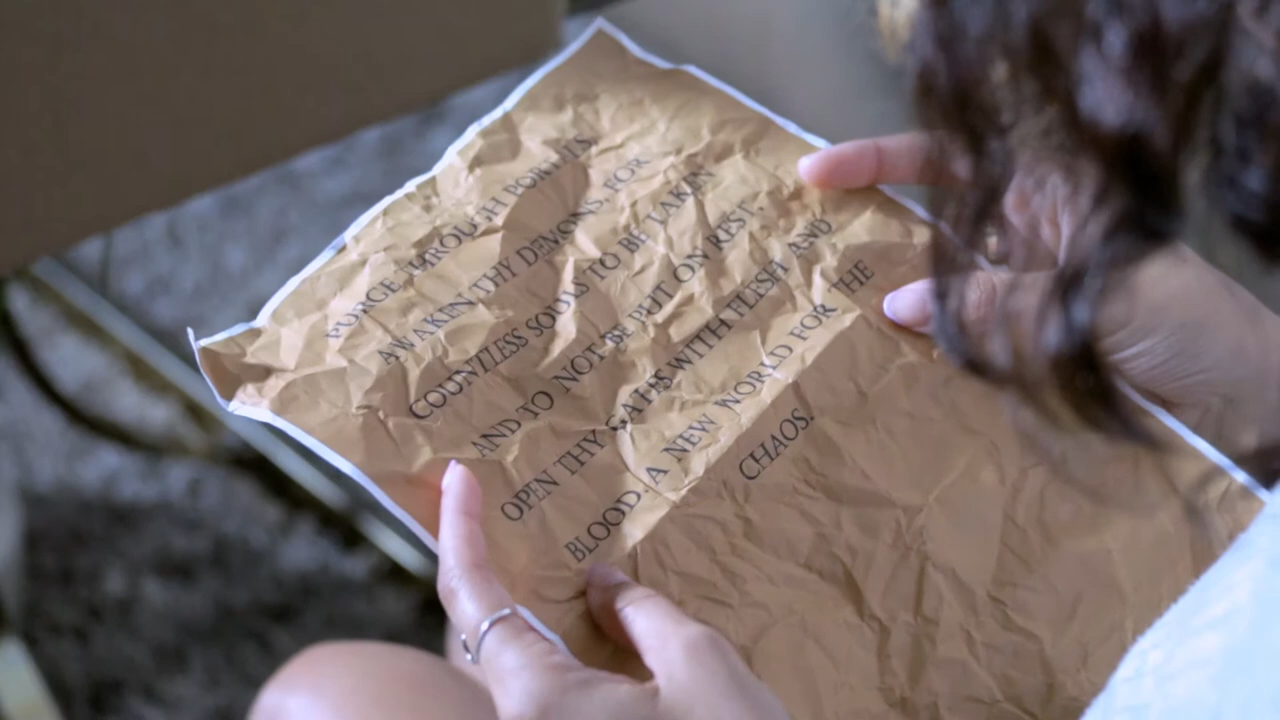 PURGE THROUGH PORTALS
AWAKEN THY DEMONS, FOR
COUNTLESS SOULS TO BE TAKEN
AND TO NOT BE PUT ON REST.
OPEN THY GATES WITH FLESH AND
BLOOD. A NEW WORLD FOR THE
CHAOS.